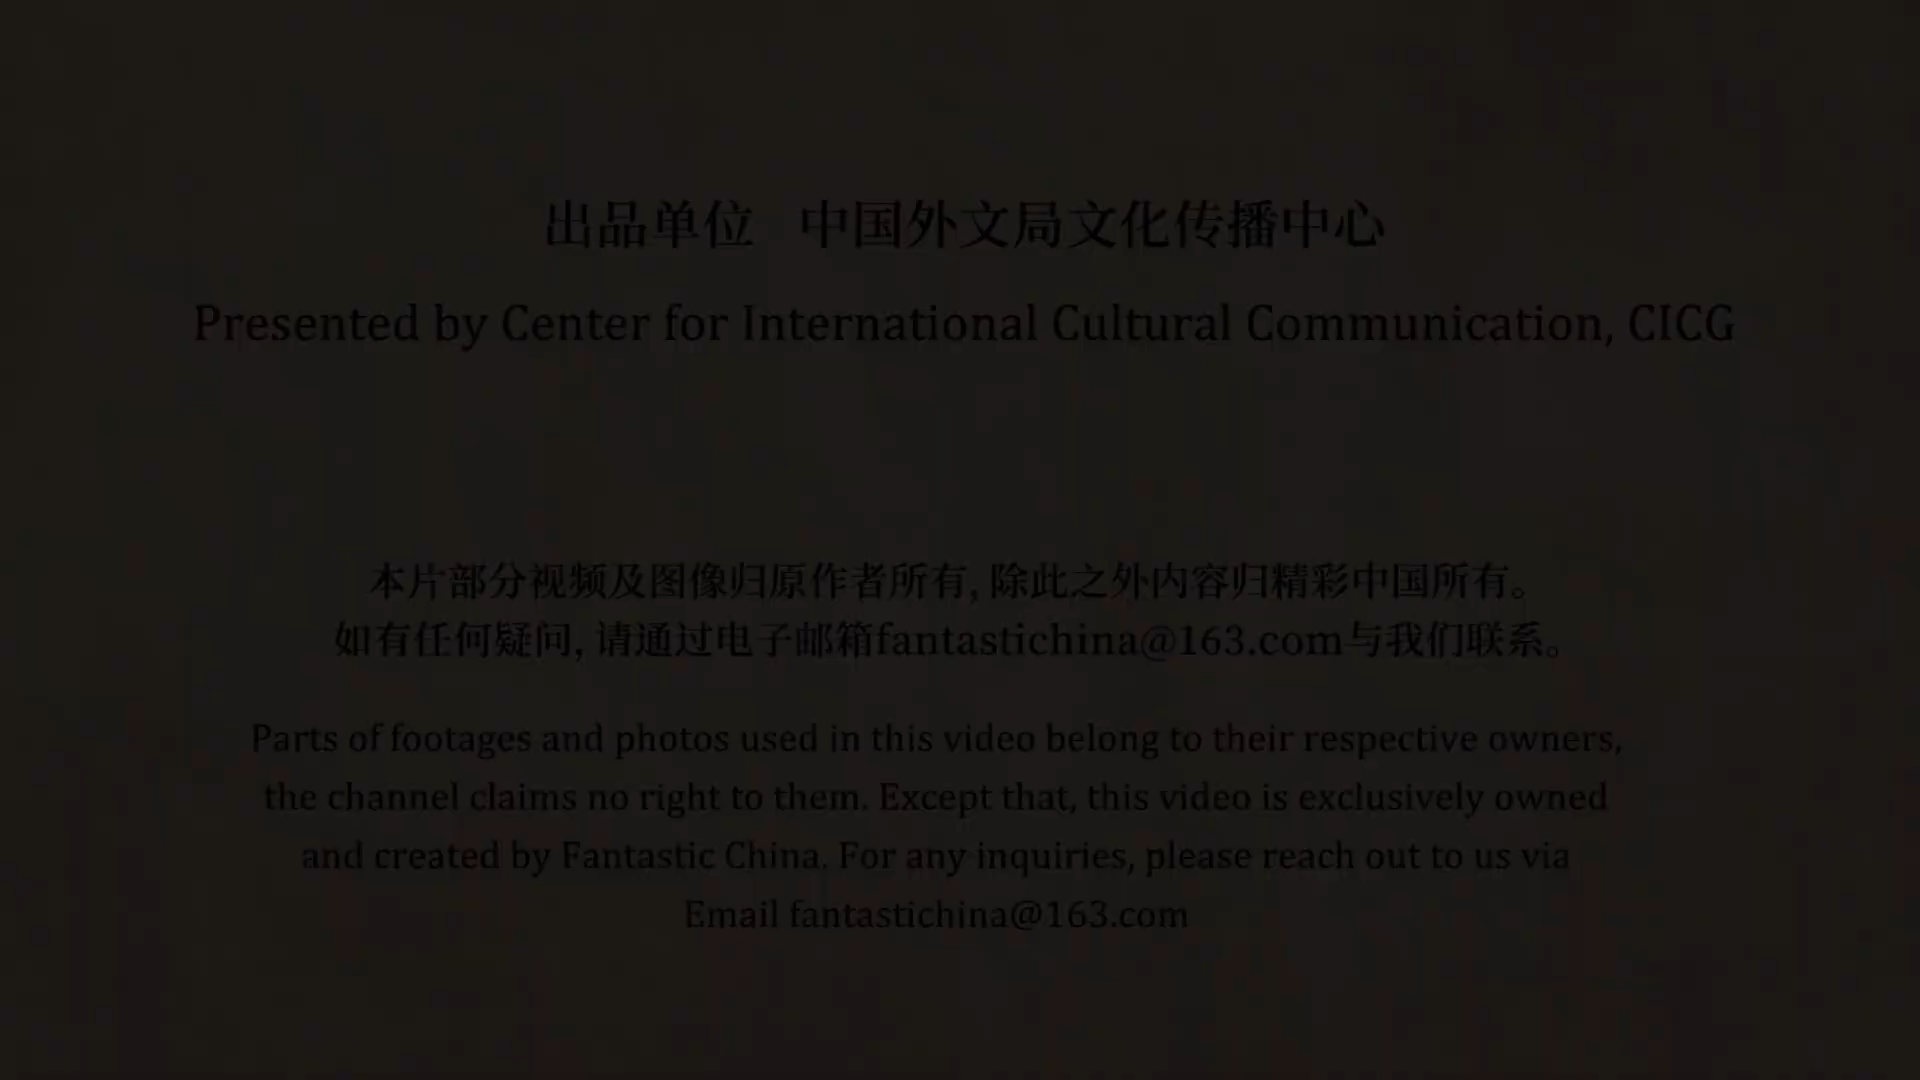 出品单位 中国外文局文化传播中心
Presented by Center for International Cultural Communication, CICG
本片部分视频及图像归原作者所有, 除此之外内容归精彩中国所有。
如有任何疑问, 请通过电子邮箱fantastichina@163.com与我们联系。
Parts of footages and photos used in this video belong to their respective owners,
the channel claims no right to them. Except that, this video is exclusively owned
and created by Fantastic China. For any inquiries, please reach out to us via
Email fantastichina@163.com